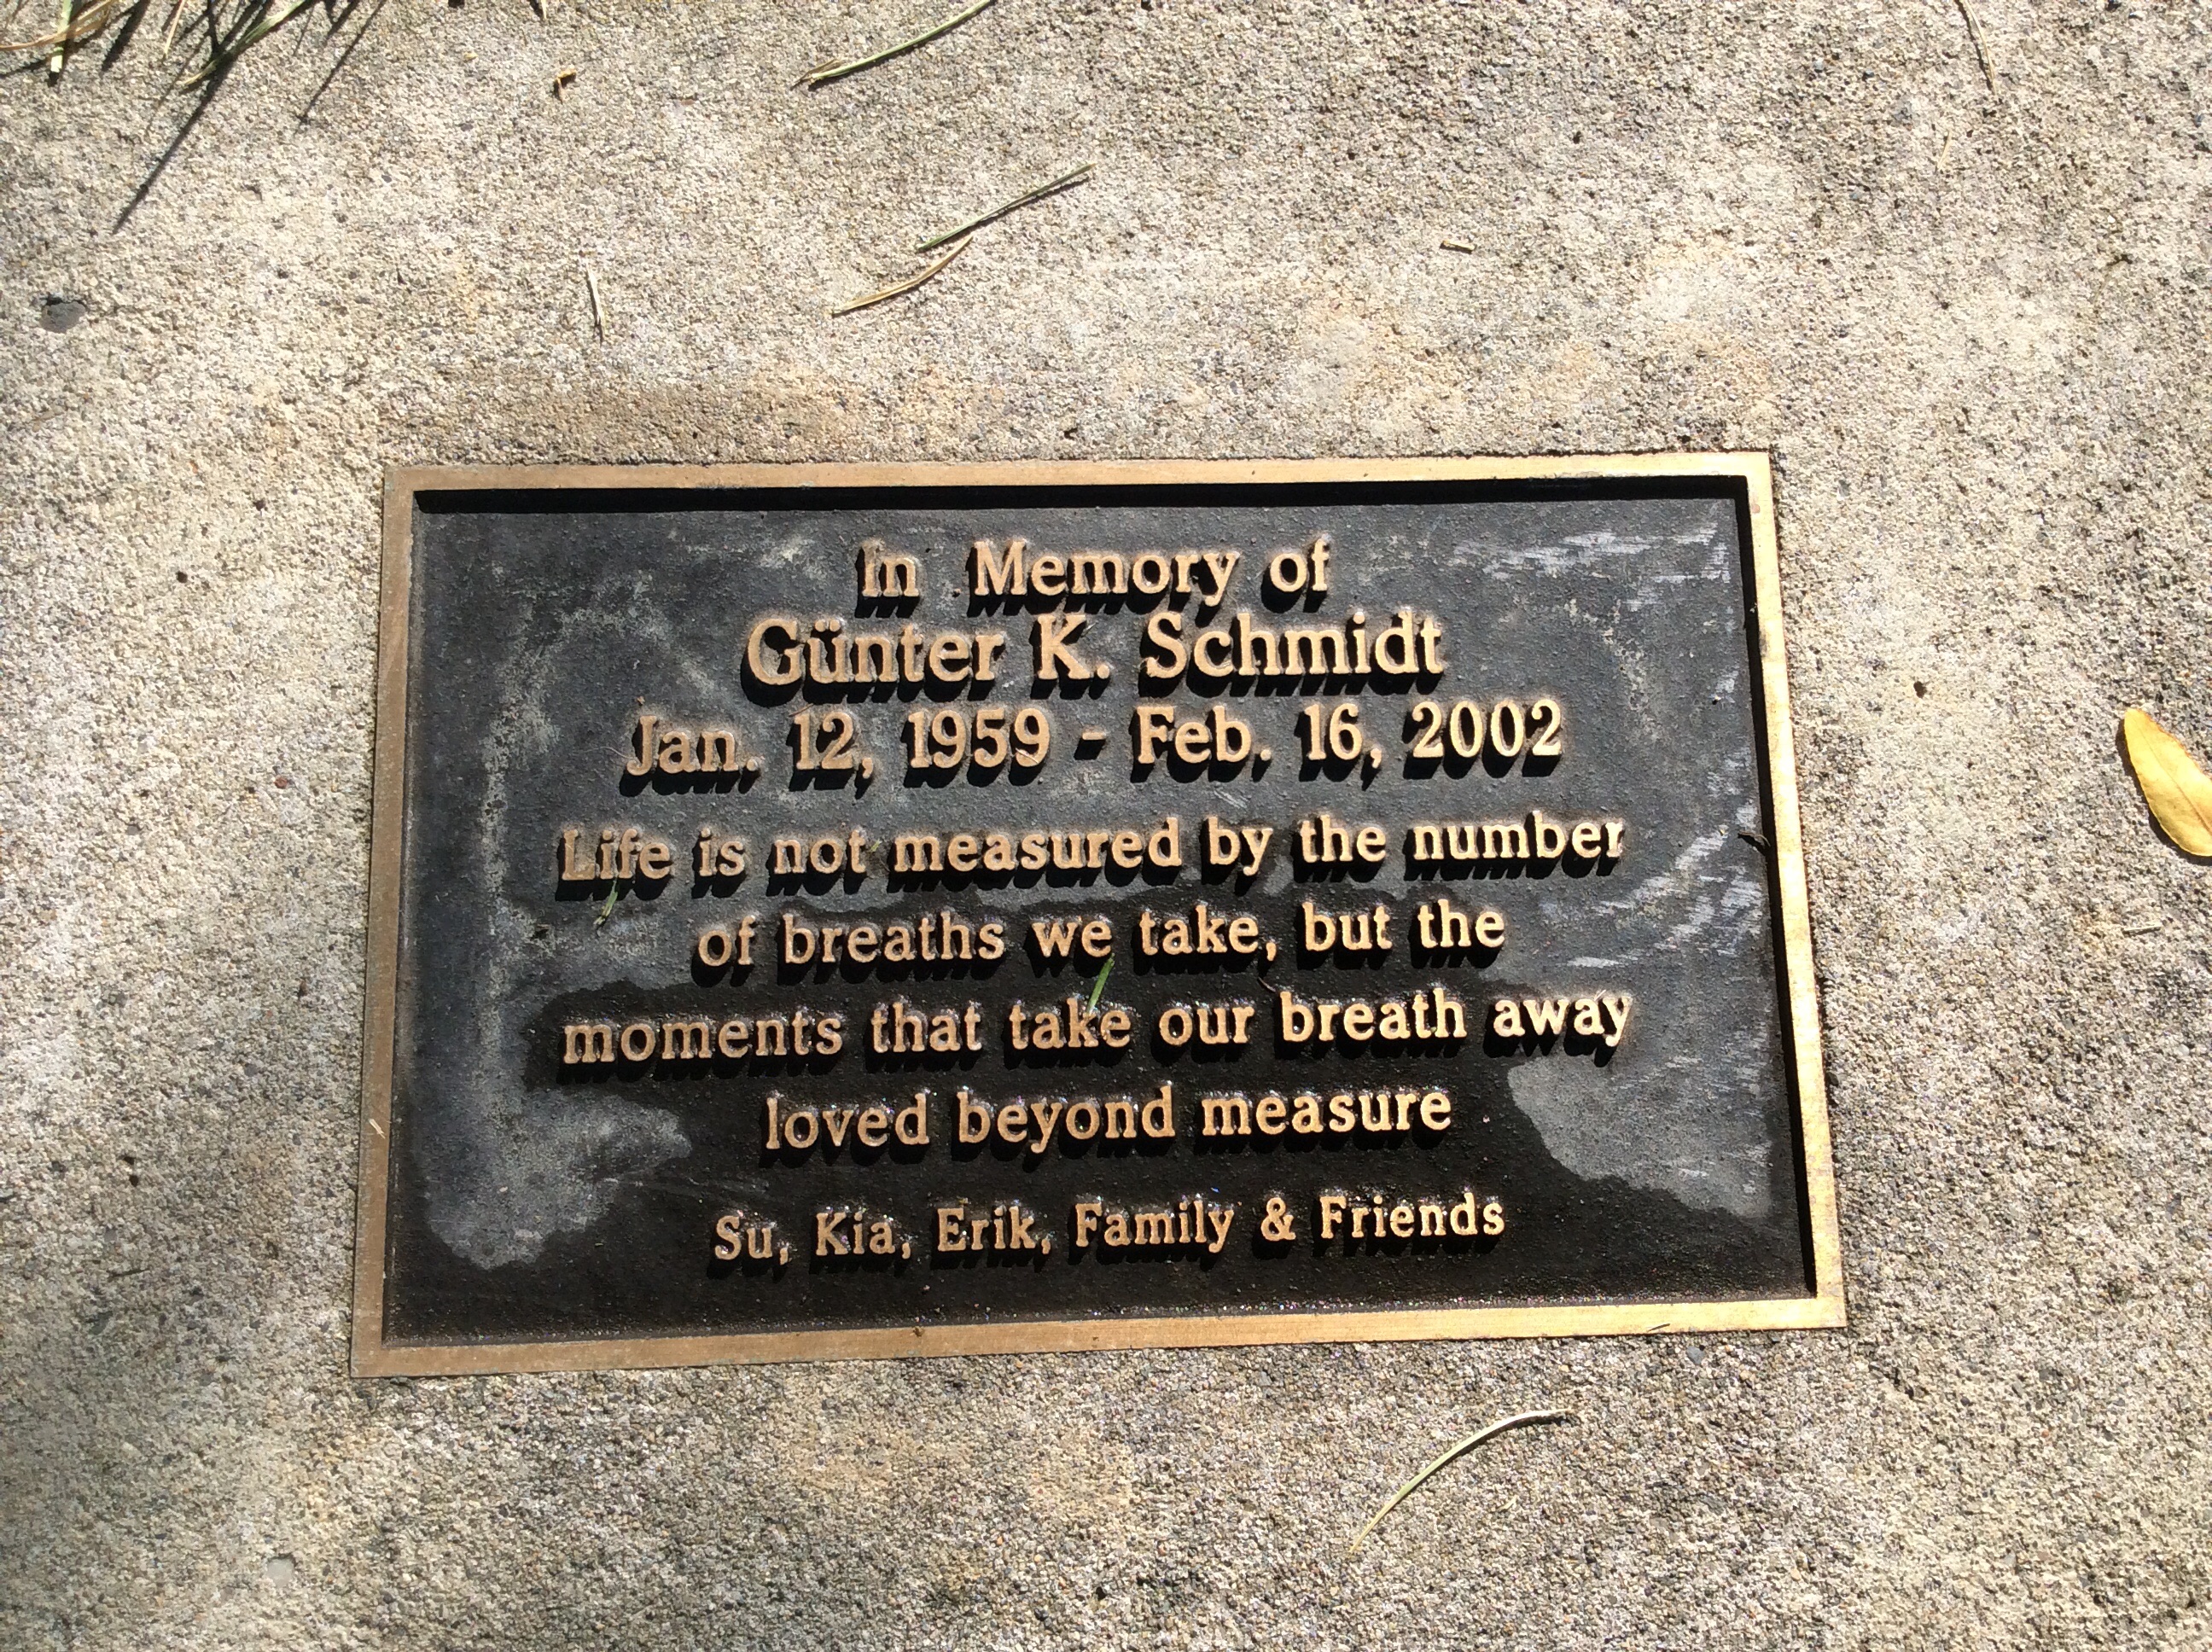 In Memory of
Günter K. Schmidt
Jan. 12, 1959 - Feb. 16, 2002
Life is not measured by the number
of breaths we take, but the
moments that take our breath away
loved beyond measure
Su, Kia, Erik, Family & Friends